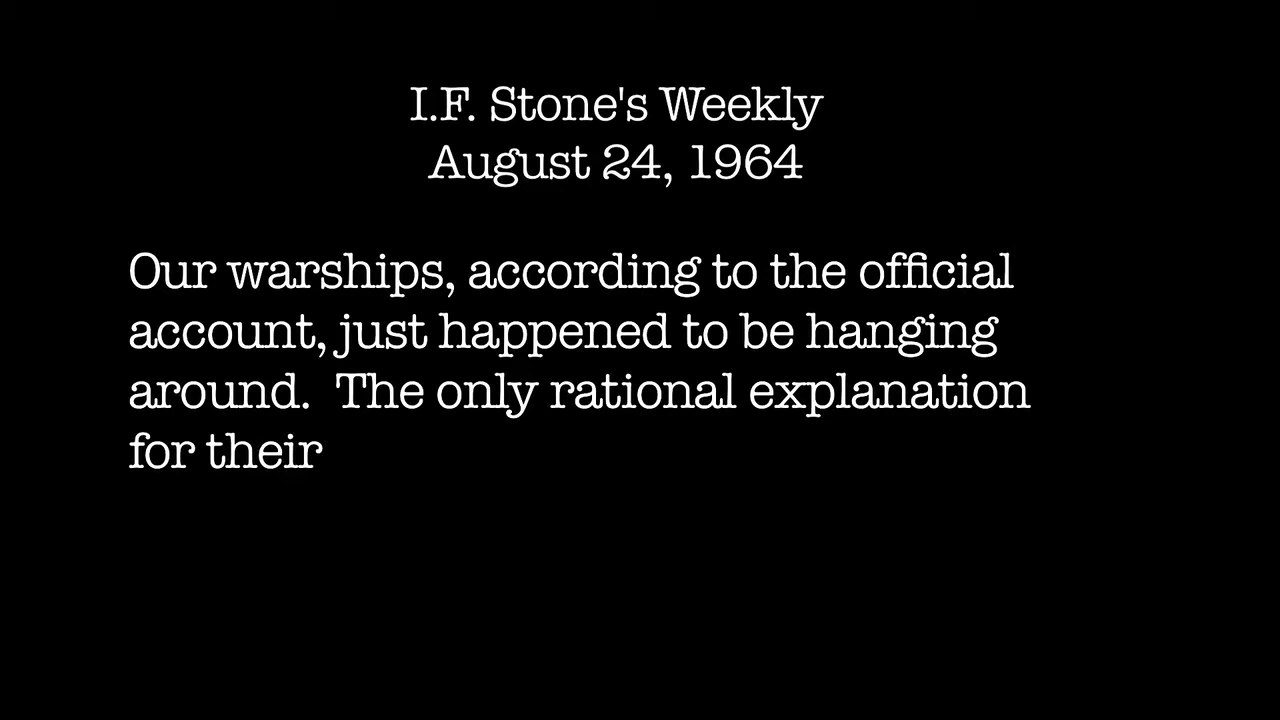 I.F. Stone's Weekly
August 24, 1964
Our warships, according to the official
account, just happened to be hanging
around.  The only rational explanation
for their